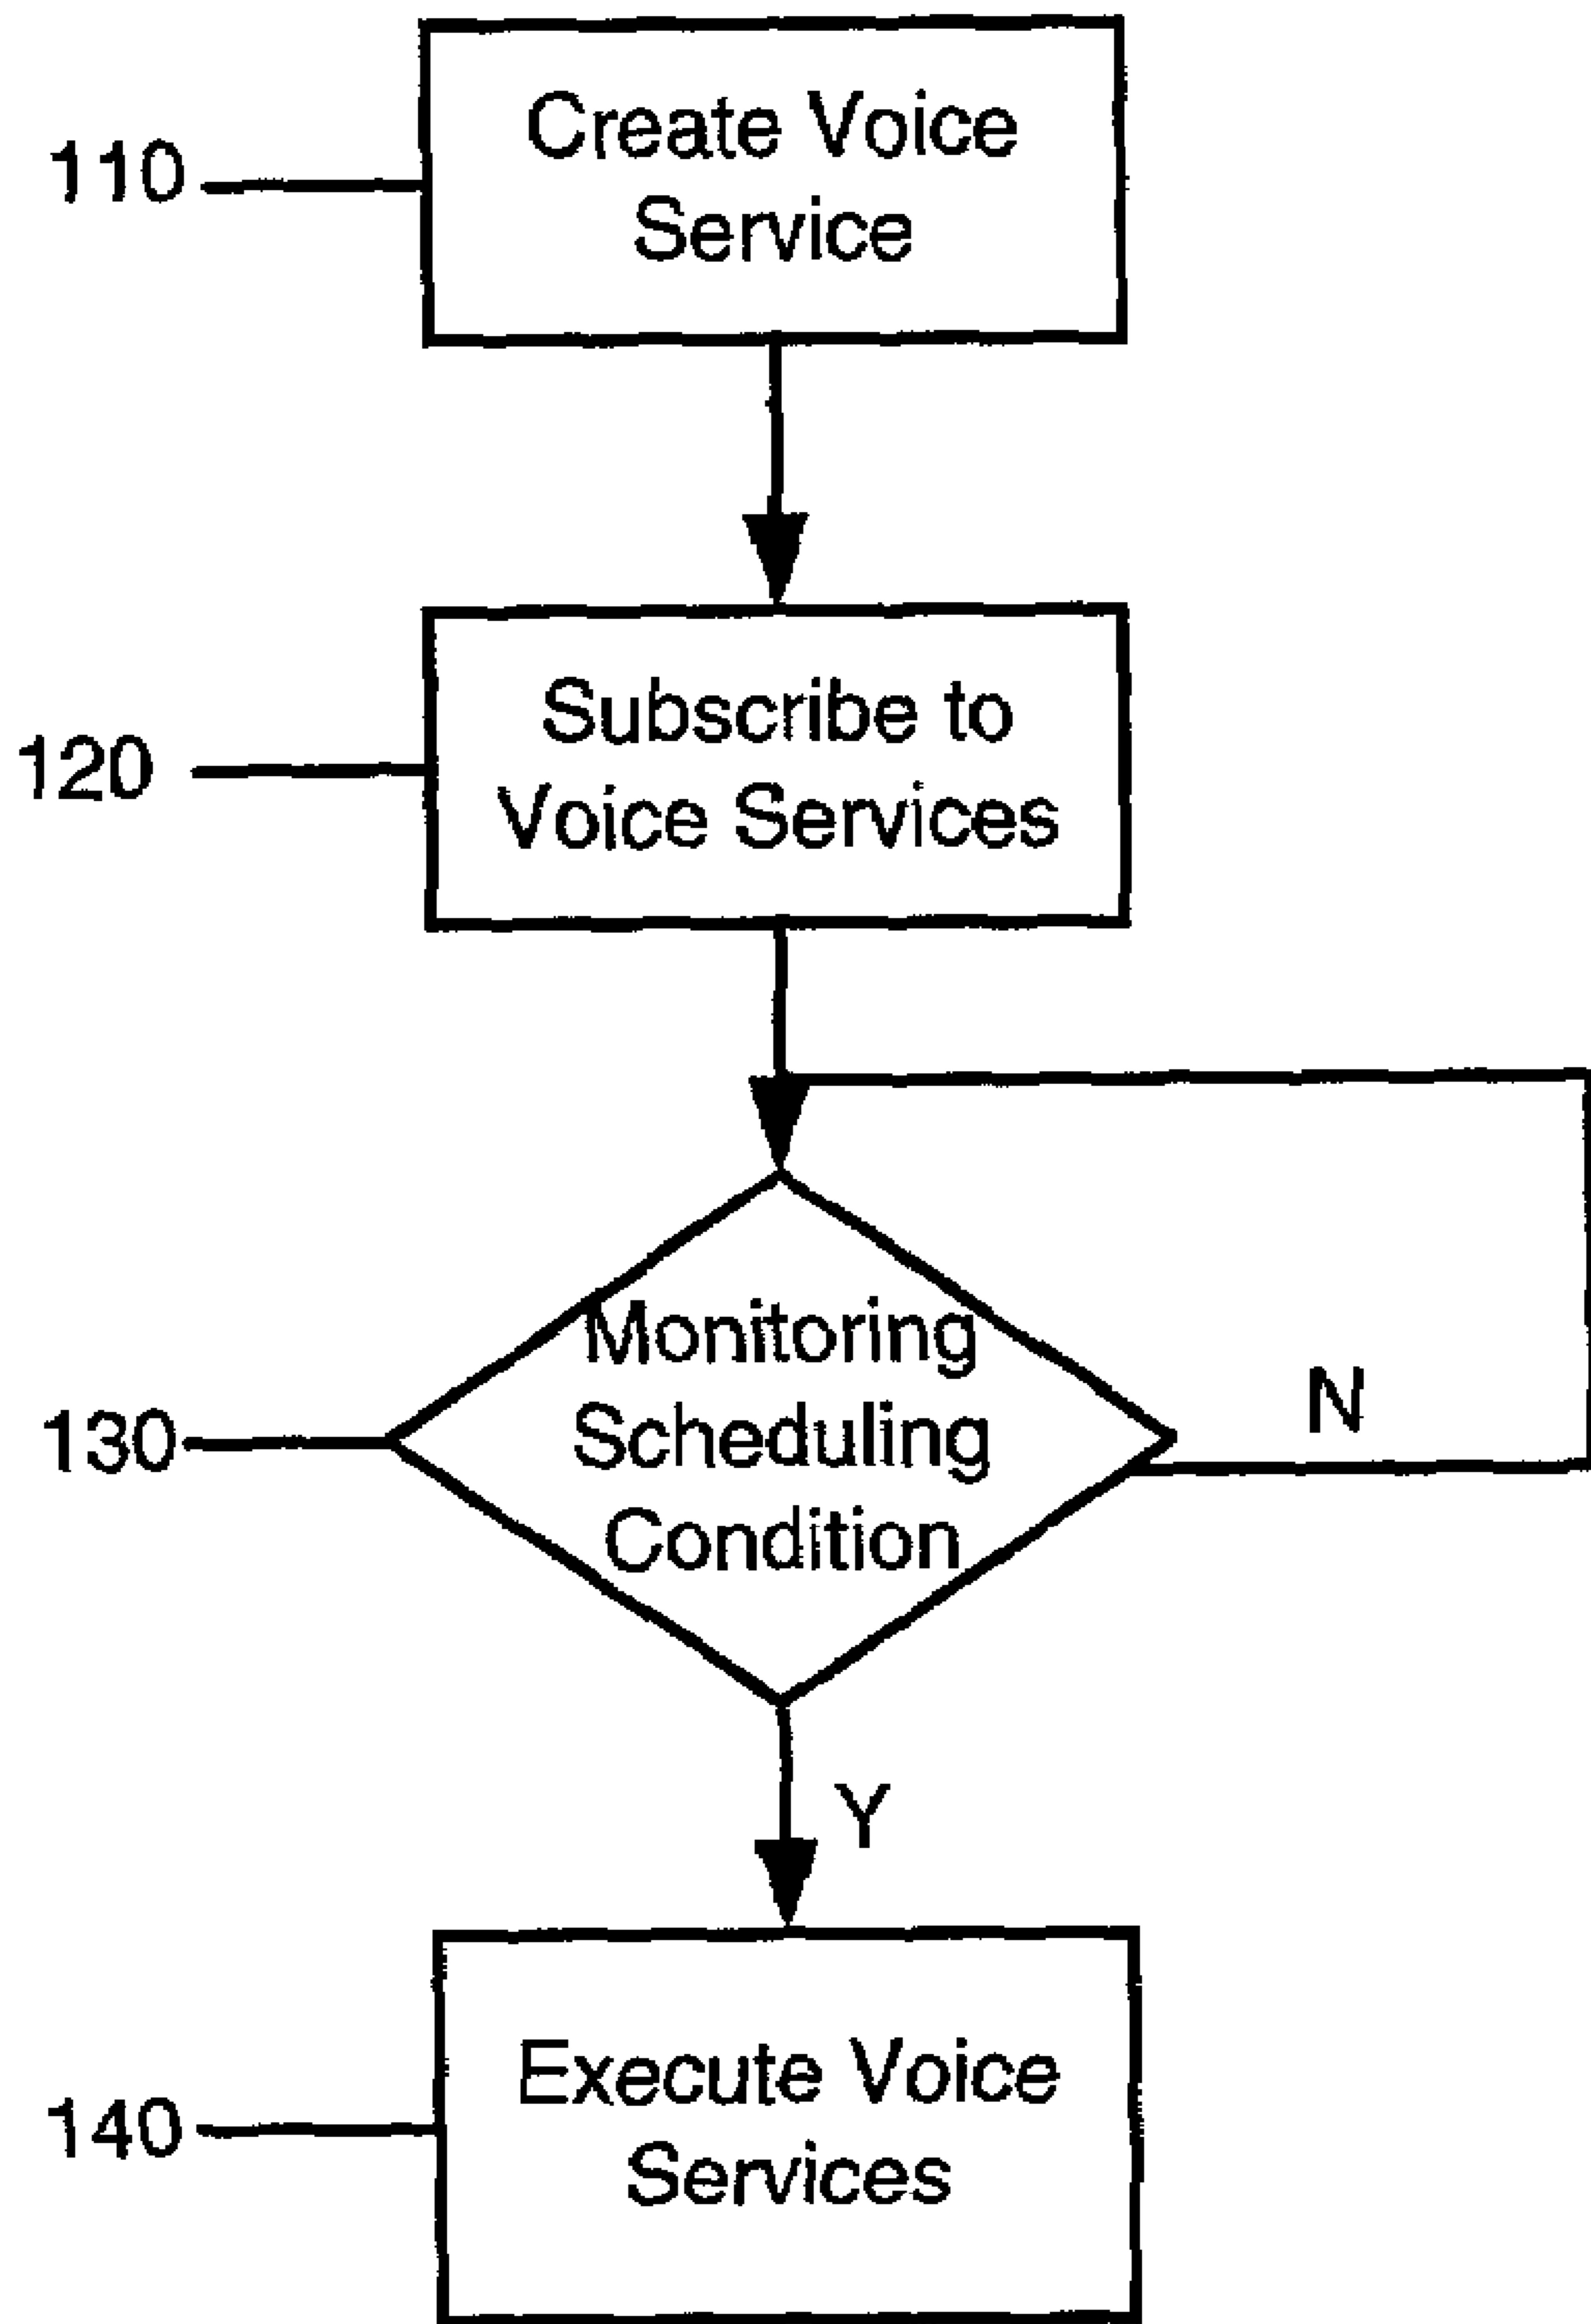 Create Voice
Service
110
Subscribe to
Voice Services
120
Monitoring
Scheduling
Condition
130
N
Y
Execute Voice
Services
140